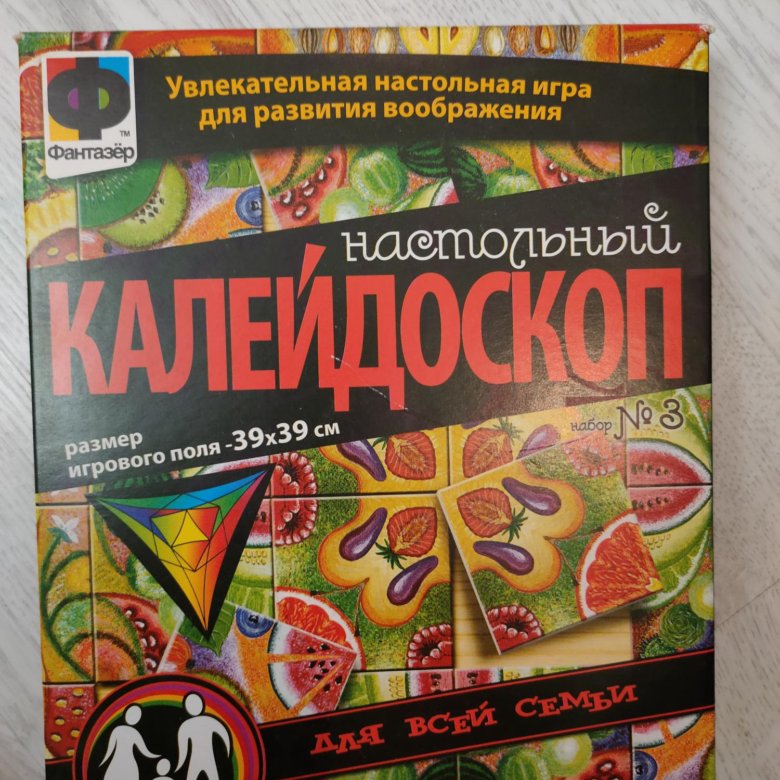 Ф
™
Фантазёр
Увлекательная настольная игра
для развития воображения
настольный
КАЛЕЙДОСКОП
набор № 3
размер
игрового поля -39х39 см
ДЛЯ ВСЕЙ СЕМЬИ